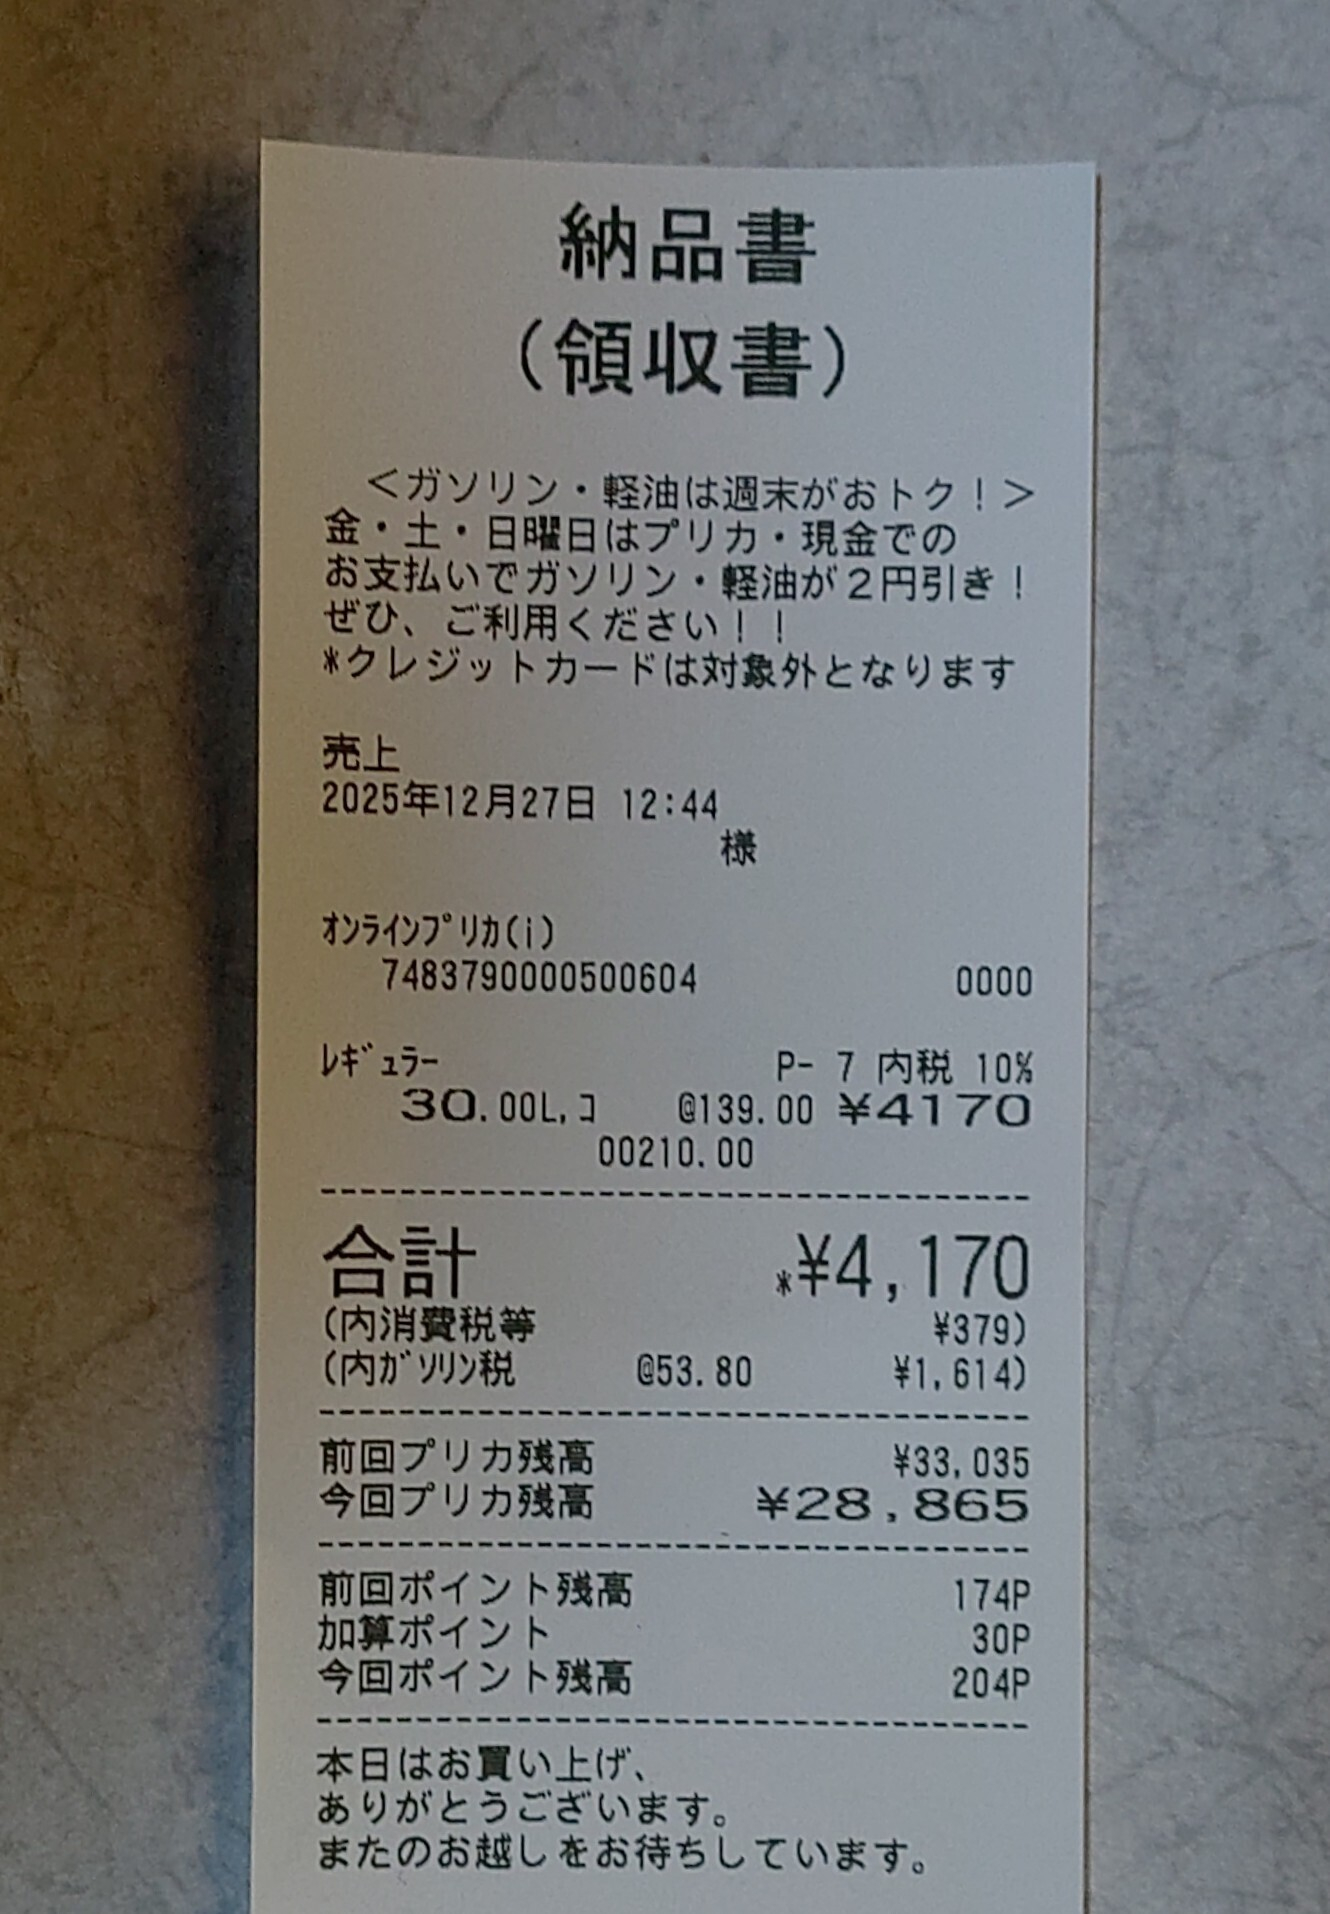 納品書
（領収書）
＜ガソリン・軽油は週末がおトク！＞
金・土・日曜日はプリカ・現金での
お支払いでガソリン・軽油が２円引き！
ぜひ、ご利用ください！！
*クレジットカードは対象外となります
売上
2025年12月27日 12:44
様
ｵﾝﾗｲﾝﾌﾟﾘｶ(i)
7483790000500604 0000
ﾚｷﾞｭﾗｰ P- 7 内税 10%
30.00L,ｺ @139.00 ¥4170
00210.00
合計 *¥4,170
(内消費税等 ¥379)
(内ｶﾞｿﾘﾝ税 @53.80 ¥1,614)
前回プリカ残高 ¥33,035
今回プリカ残高 ¥28,865
前回ポイント残高 174P
加算ポイント 30P
今回ポイント残高 204P
本日はお買い上げ、
ありがとうございます。
またのお越しをお待ちしています。